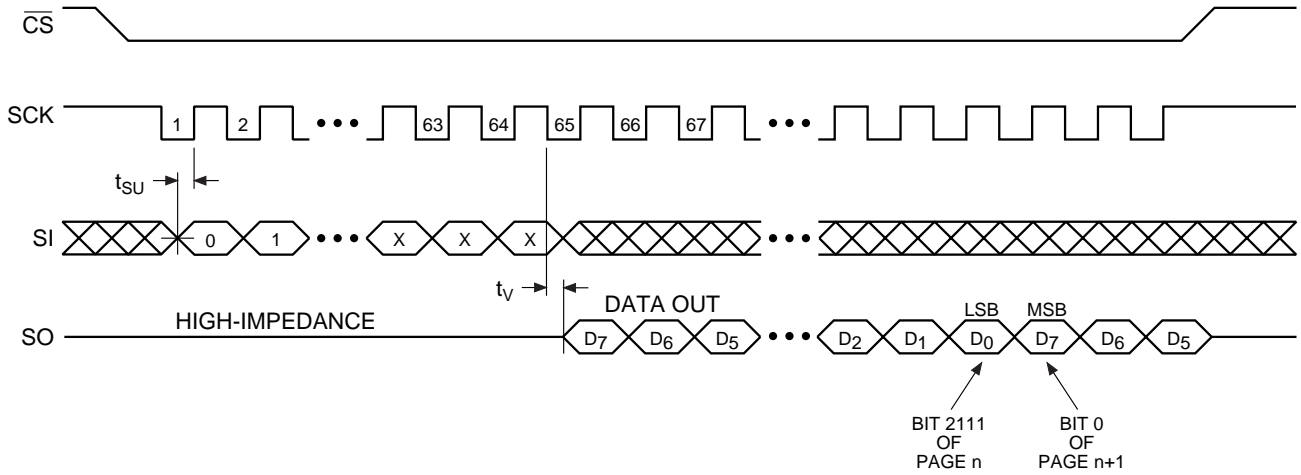 CS
SCK 1 2 ••• 63 64 65 66 67 •••
tSU
SI 0 1 ••• X X X •••
tV
DATA OUT
HIGH-IMPEDANCE
LSB MSB
SO D7 D6 D5 ••• D2 D1 D0 D7 D6 D5
BIT 2111
OF
PAGE n
BIT 0
OF
PAGE n+1